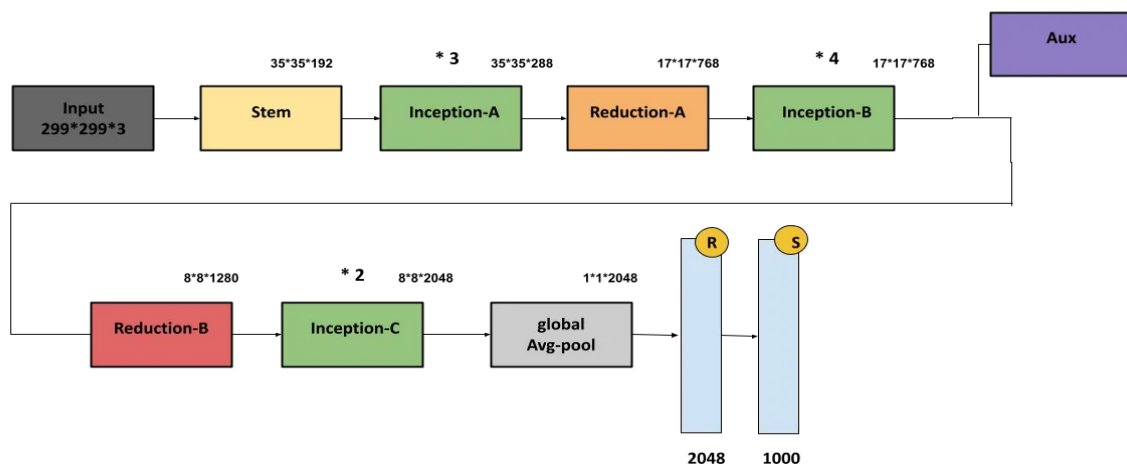 Aux
* 3
* 4
35*35*192
35*35*288
17*17*768
17*17*768
Input
299*299*3
Stem
Inception-A
Reduction-A
Inception-B
R
S
* 2
8*8*1280
8*8*2048
1*1*2048
Reduction-B
Inception-C
global
Avg-pool
2048
1000